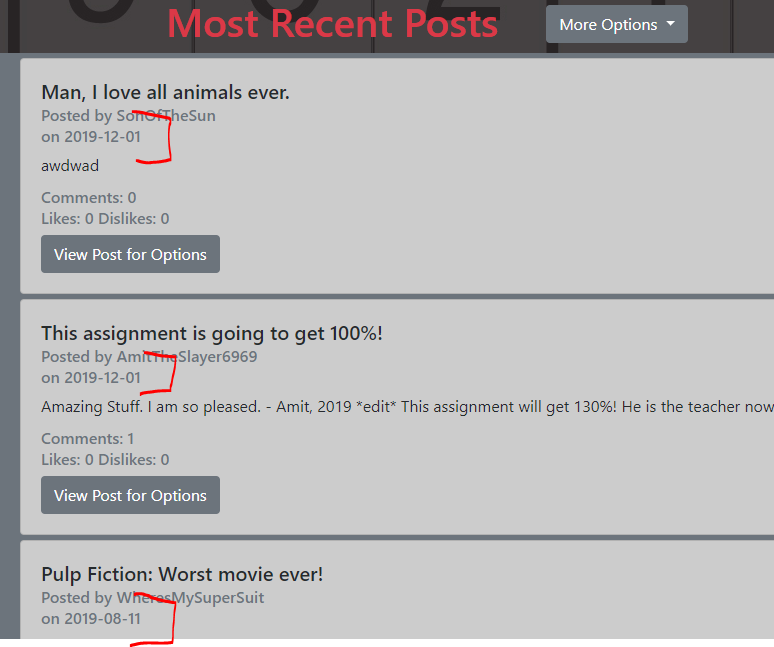 Most Recent Posts
More Options
Man, I love all animals ever.
Posted by SonOfTheSun
on 2019-12-01
awdwad
Comments: 0
Likes: 0 Dislikes: 0
View Post for Options
This assignment is going to get 100%!
Posted by AmitTheSlayer6969
on 2019-12-01
Amazing Stuff. I am so pleased. - Amit, 2019 *edit* This assignment will get 130%! He is the teacher now
Comments: 1
Likes: 0 Dislikes: 0
View Post for Options
Pulp Fiction: Worst movie ever!
Posted by WheresMySuperSuit
on 2019-08-11